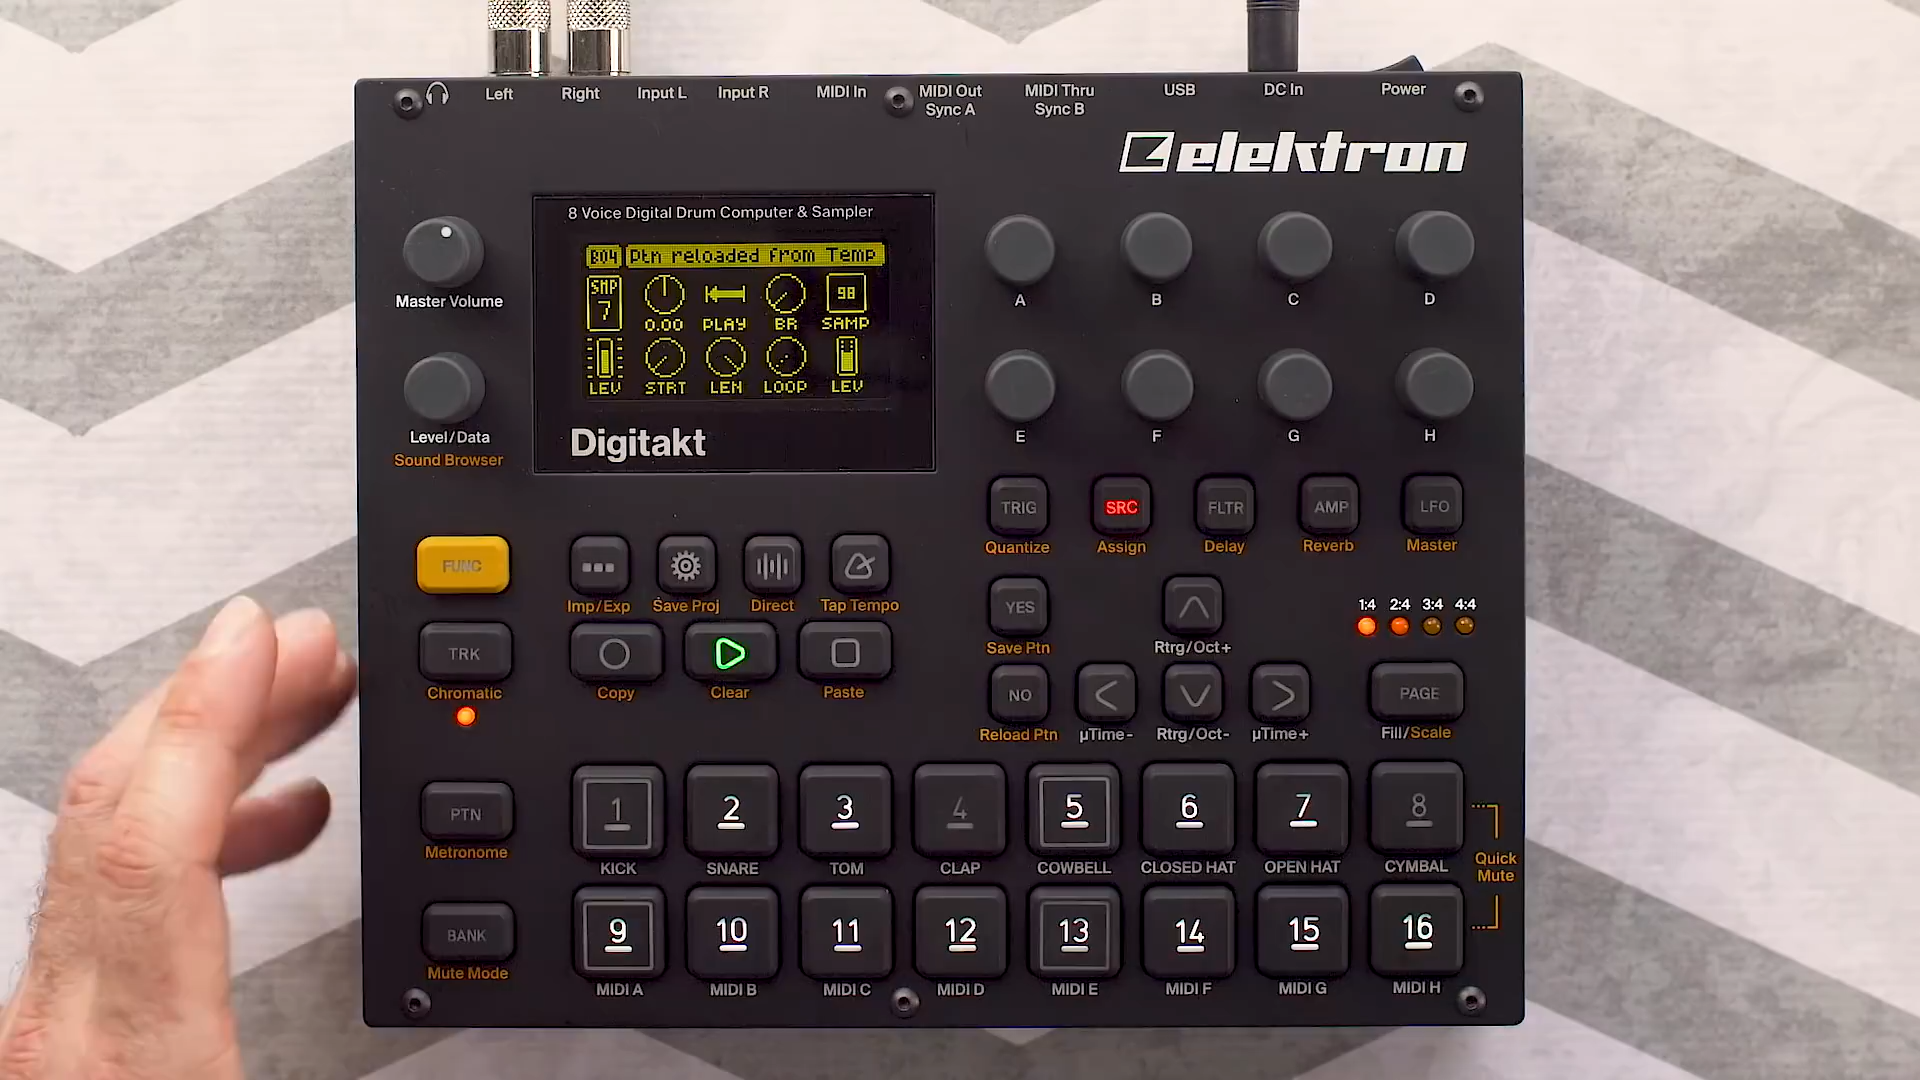 Left Right Input L Input R MIDI In MIDI Out MIDI Thru USB DC In Power
Sync A Sync B
elektron
8 Voice Digital Drum Computer & Sampler
B04 Ptn reloaded from Temp
SMP
7 98
0.00 PLAY BR SAMP
LEV STRT LEN LOOP LEV
Digitakt
Master Volume
Level/Data
Sound Browser
A B C D
E F G H
TRIG SRC FLTR AMP LFO
Quantize Assign Delay Reverb Master
FUNC
Imp/Exp Save Proj Direct Tap Tempo
TRK
Chromatic
Copy Clear Paste
YES
Save Ptn Rtrg/Oct+
1:4 2:4 3:4 4:4
NO PAGE
Reload Ptn µTime- Rtrg/Oct- µTime+ Fill/Scale
PTN
Metronome
1 2 3 4 5 6 7 8
KICK SNARE TOM CLAP COWBELL CLOSED HAT OPEN HAT CYMBAL
Quick
Mute
BANK
Mute Mode
9 10 11 12 13 14 15 16
MIDI A MIDI B MIDI C MIDI D MIDI E MIDI F MIDI G MIDI H